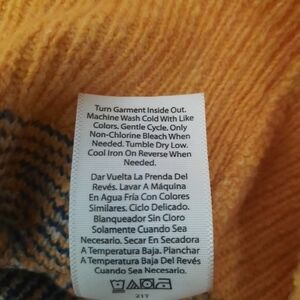 Turn Garment Inside Out.
Machine Wash Cold With Like
Colors. Gentle Cycle. Only
Non-Chlorine Bleach When
Needed. Tumble Dry Low.
Cool Iron On Reverse When
Needed.
Dar Vuelta La Prenda Del
Revés. Lavar A Máquina
En Agua Fría Con Colores
Similares. Ciclo Delicado.
Blanqueador Sin Cloro
Solamente Cuando Sea
Necesario. Secar En Secadora
A Temperatura Baja. Planchar
A Temperatura Baja Del Revés
Cuando Sea Necesario.
217